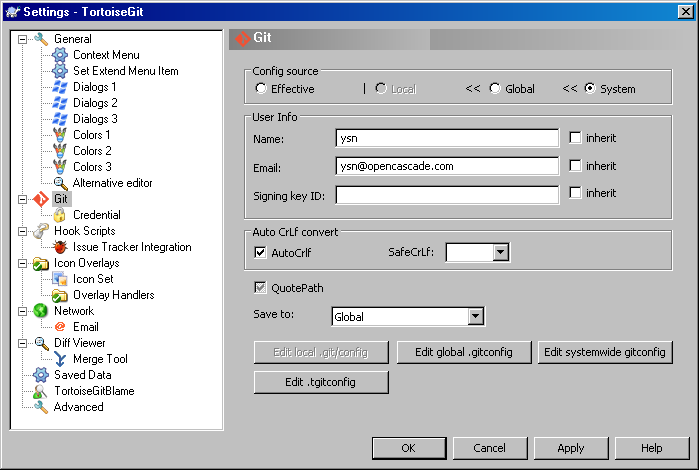 Settings - TortoiseGit
General
Context Menu
Set Extend Menu Item
Dialogs 1
Dialogs 2
Dialogs 3
Colors 1
Colors 2
Colors 3
Alternative editor
Git
Credential
Hook Scripts
Issue Tracker Integration
Icon Overlays
Icon Set
Overlay Handlers
Network
Email
Diff Viewer
Merge Tool
Saved Data
TortoiseGitBlame
Advanced
Git
Config source
Effective | Local << Global << System
User Info
Name: ysn inherit
Email: ysn@opencascade.com inherit
Signing key ID: inherit
Auto CrLf convert
AutoCrlf SafeCrLf:
QuotePath
Save to: Global
Edit local .git/config Edit global .gitconfig Edit systemwide gitconfig
Edit .tgitconfig
OK Cancel Apply Help